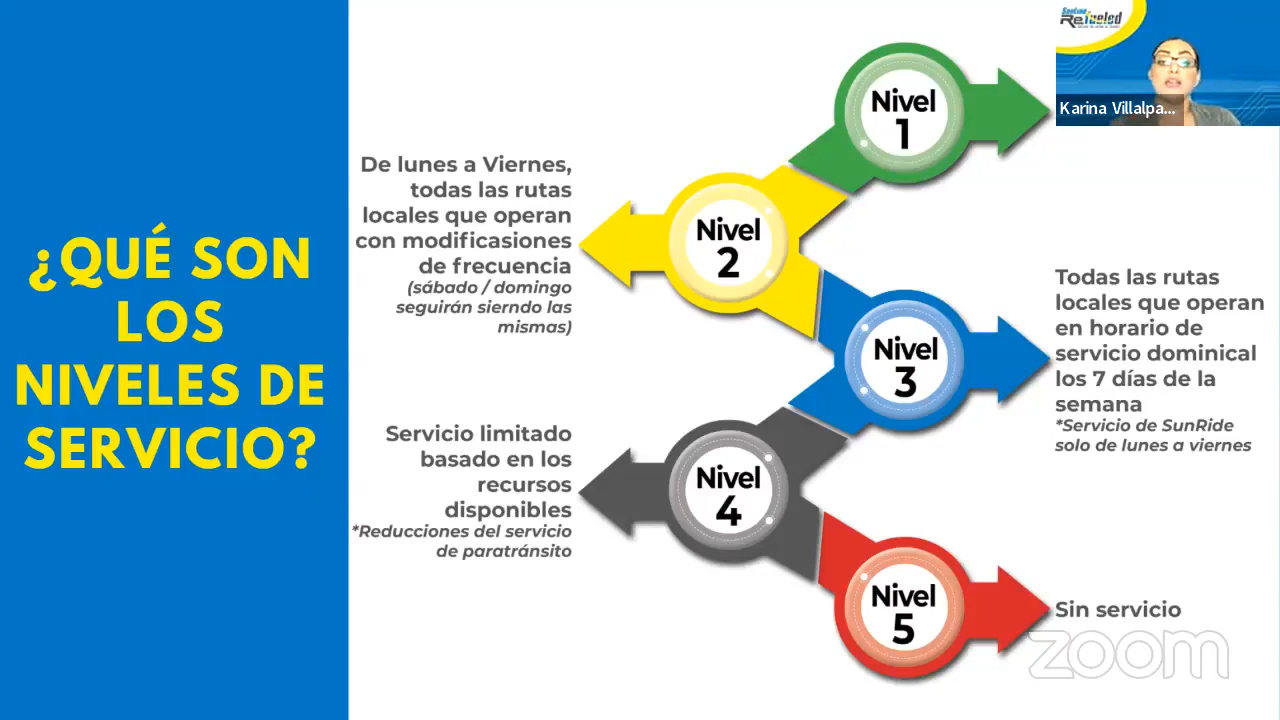 ¿QUÉ SON
LOS
NIVELES DE
SERVICIO?
SunLine
Refueled
Karina Villalpa...
Nivel
1
De lunes a Viernes,
todas las rutas
locales que operan
con modificasiones
de frecuencia
(sábado / domingo
seguirán siendo las
mismas)
Nivel
2
Nivel
3
Todas las rutas
locales que operan
en horario de
servicio dominical
los 7 días de la
semana
*Servicio de SunRide
solo de lunes a viernes
Servicio limitado
basado en los
recursos
disponibles
*Reducciones del servicio
de paratránsito
Nivel
4
Nivel
5
Sin servicio
zoom